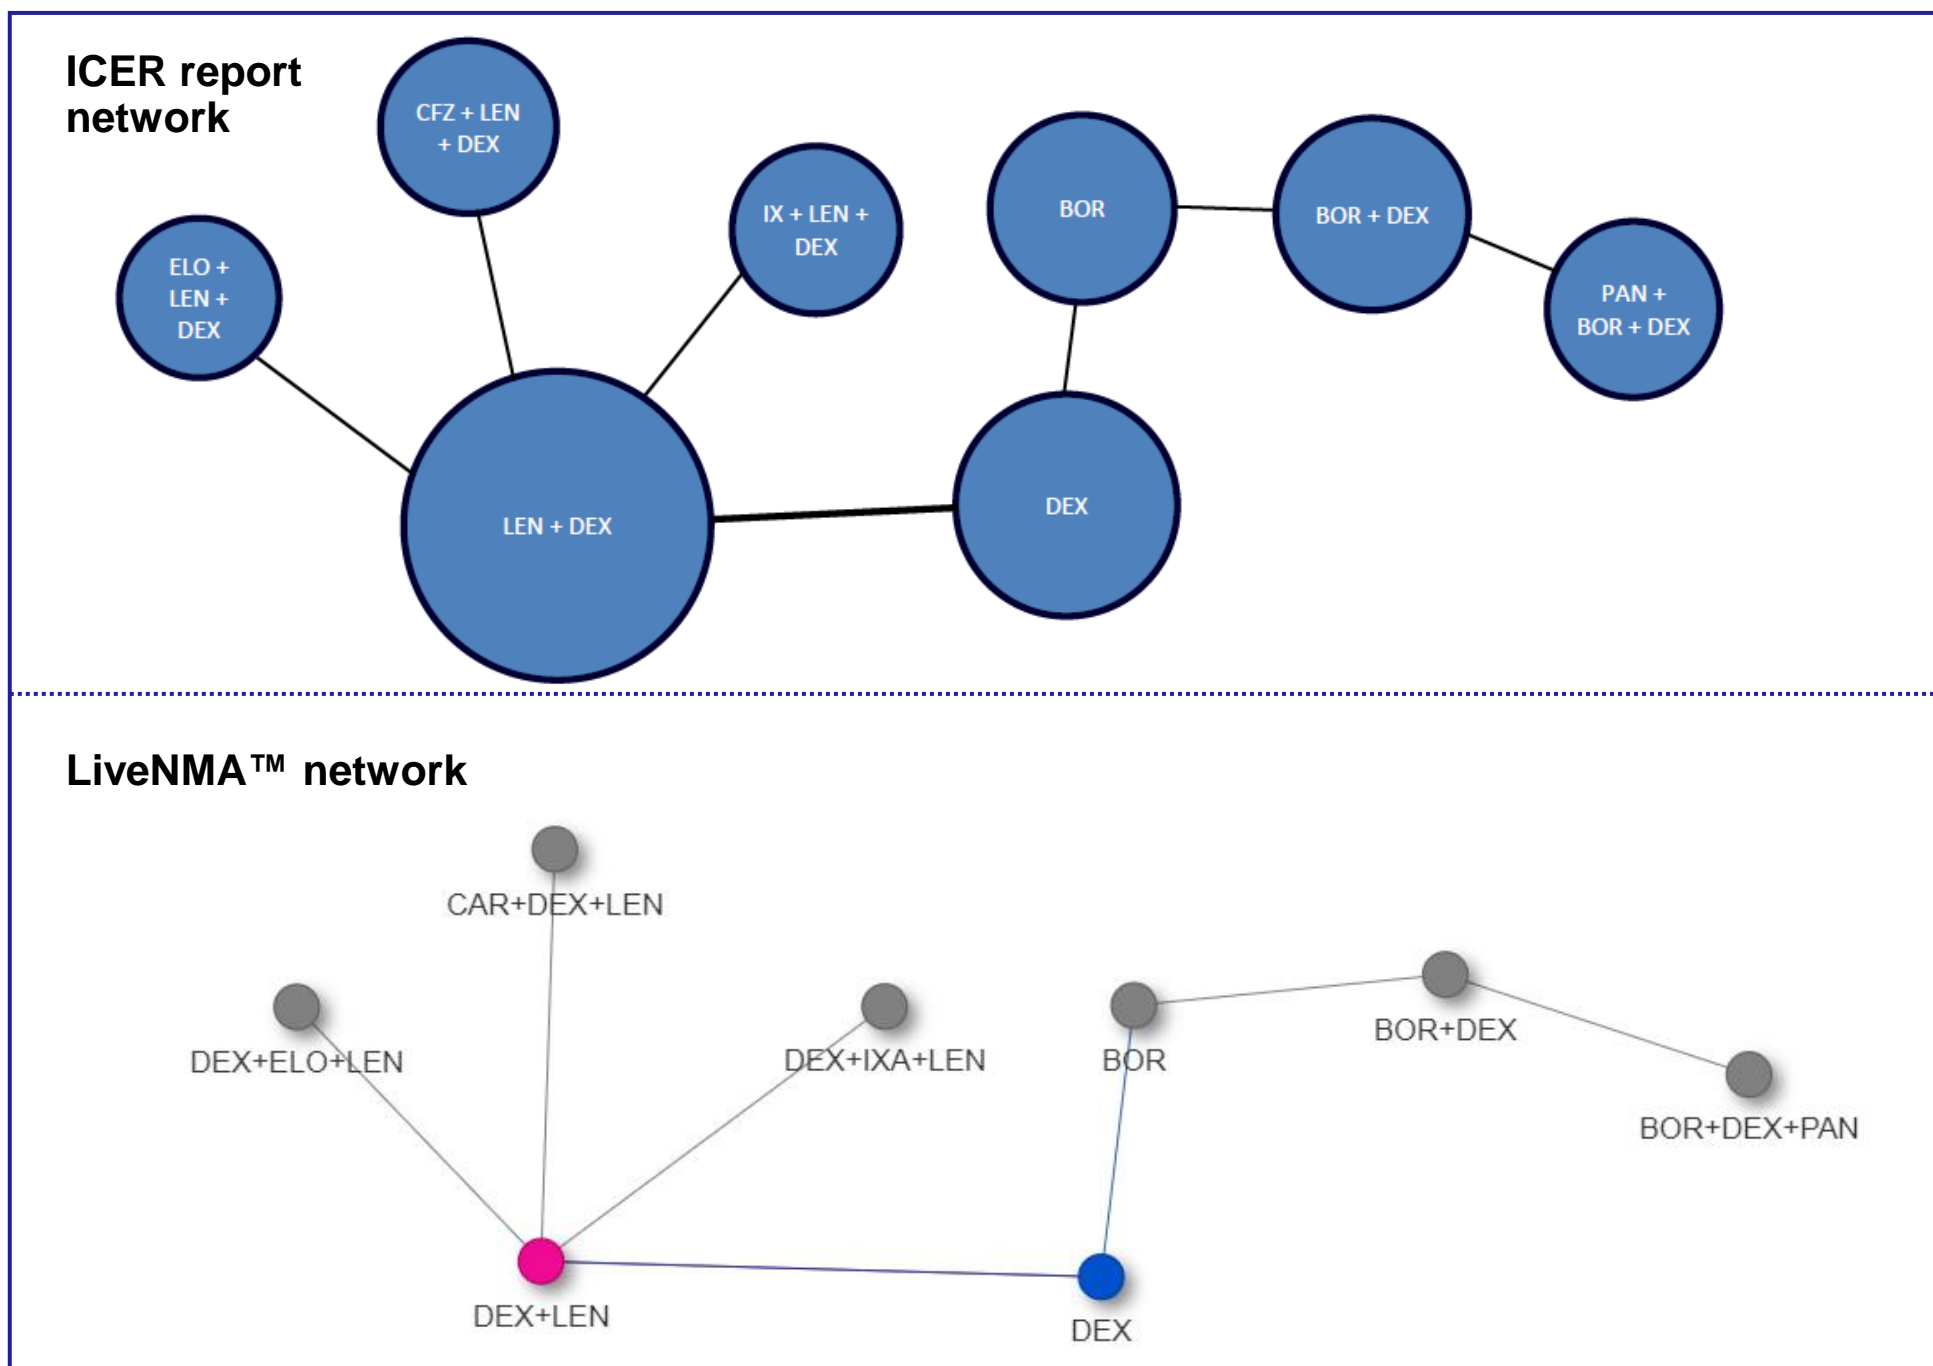 ICER report
network
CFZ + LEN
+ DEX
IX + LEN +
DEX
BOR
BOR + DEX
ELO +
LEN +
DEX
PAN +
BOR + DEX
LEN + DEX
DEX
LiveNMA™ network
CAR+DEX+LEN
DEX+ELO+LEN
DEX+IXA+LEN
BOR
BOR+DEX
BOR+DEX+PAN
DEX+LEN
DEX